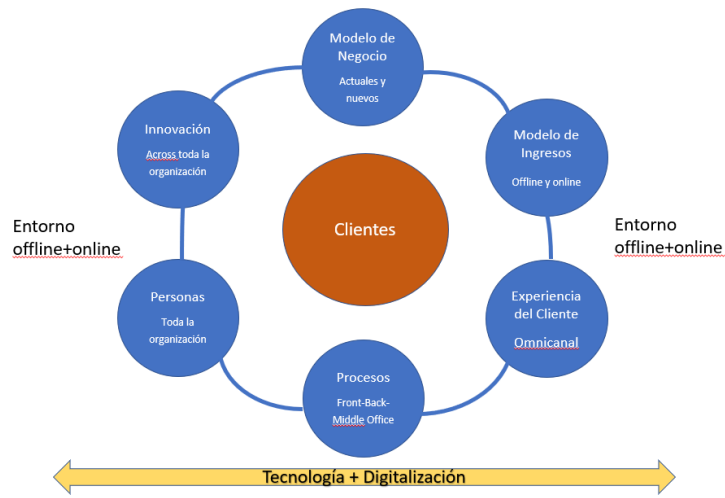 Modelo de
Negocio
Actuales y
nuevos
Innovación
Across toda la
organización
Modelo de
Ingresos
Offline y online
Clientes
Entorno
offline+online
Entorno
offline+online
Personas
Toda la
organización
Experiencia
del Cliente
Omnicanal
Procesos
Front-Back-
Middle Office
Tecnología + Digitalización